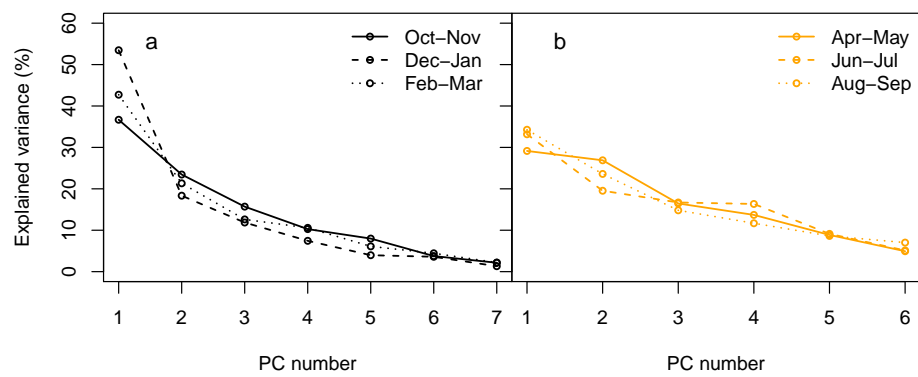 Explained variance (%)
60
50
40
30
20
10
0
a
Oct−Nov
Dec−Jan
Feb−Mar
1 2 3 4 5 6 7
PC number
b
Apr−May
Jun−Jul
Aug−Sep
1 2 3 4 5 6
PC number